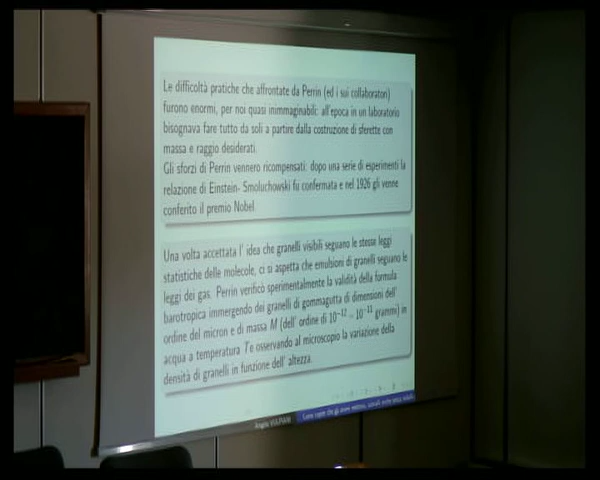 Le difficoltà pratiche che affrontate da Perrin (ed i sui collaboratori)
furono enormi, per noi quasi immmaginabili: all'epoca in un laboratorio
bisognava fare tutto da soli a partire dalla costruzione di sferette con
massa e raggio desiderati.
Gli sforzi di Perrin vennero ricompensati: dopo una serie di esperimenti la
relazione di Einstein- Smoluchowski fu confermata e nel 1926 gli venne
conferito il premio Nobel.
Una volta accettata l' idea che granelli visibili seguano le stesse leggi
statistiche delle molecole, ci si aspetta che emulsioni di granelli seguano le
leggi dei gas. Perrin verificò sperimentalmente la validità della formula
barotropica immergendo dei granelli di gommagutta di dimensioni dell'
ordine del micron e di massa M (dell' ordine di 10⁻¹² - 10⁻¹¹ grammi) in
acqua a temperatura T e osservando al microscopio la variazione della
densità di granelli in funzione dell' altezza.
Angelo VULPIANI